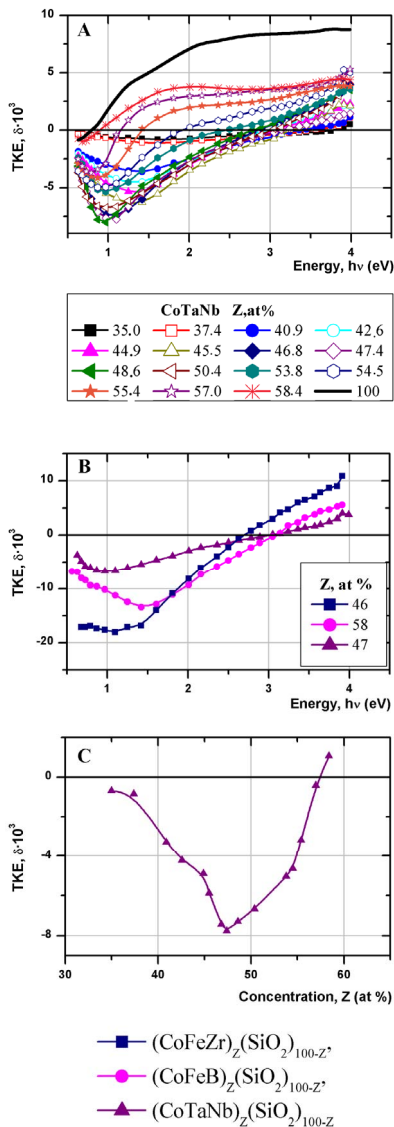 A
TKE, δ·10³
10
5
0
-5
1 2 3 4
Energy, hν (eV)
CoTaNb Z,at%
35.0 37.4 40.9 42,6
44.9 45.5 46.8 47.4
48.6 50.4 53.8 54.5
55.4 57.0 58.4 100
B
TKE, δ·10³
10
0
-10
-20
Z, at %
46
58
47
1 2 3 4
Energy, hν (eV)
C
TKE, δ·10³
0
-4
-8
30 40 50 60
Concentration, Z (at %)
(CoFeZr)Z(SiO2)100-Z,
(CoFeB)Z(SiO2)100-Z,
(CoTaNb)Z(SiO2)100-Z